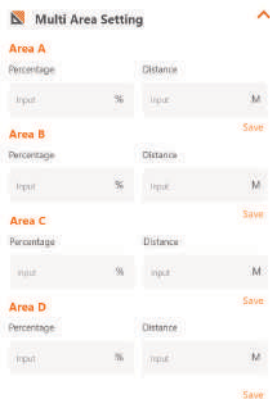 Multi Area Setting
Area A
Percentage Distance
Input % Input M
Save
Area B
Percentage Distance
Input % Input M
Save
Area C
Percentage Distance
Input % Input M
Save
Area D
Percentage Distance
Input % Input M
Save